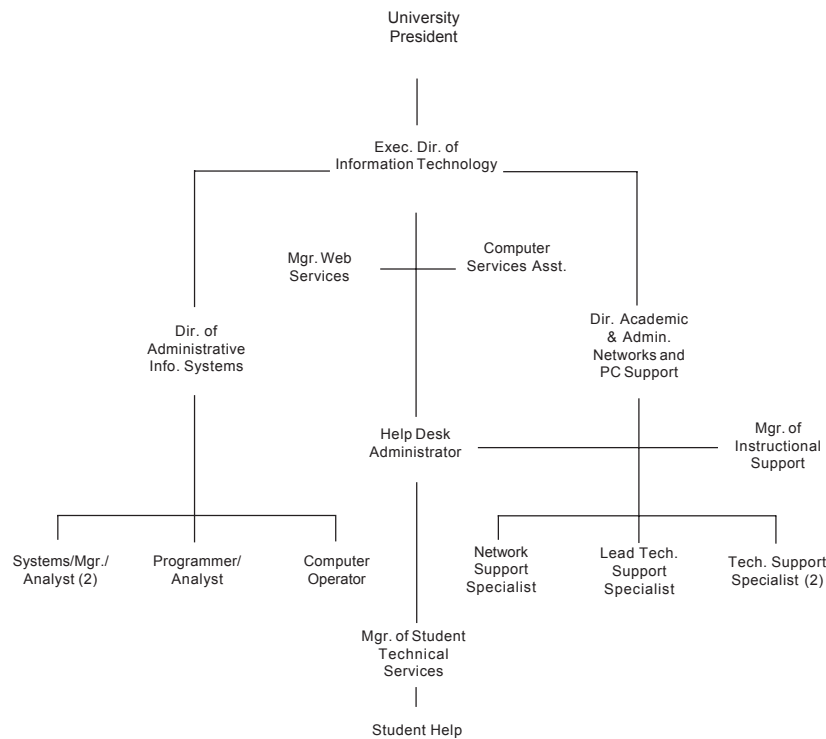 University
President
Exec. Dir. of
Information Technology
Mgr. Web
Services
Computer
Services Asst.
Dir. of
Administrative
Info. Systems
Dir. Academic
& Admin.
Networks and
PC Support
Help Desk
Administrator
Mgr. of
Instructional
Support
Systems/Mgr./
Analyst (2)
Programmer/
Analyst
Computer
Operator
Network
Support
Specialist
Lead Tech.
Support
Specialist
Tech. Support
Specialist (2)
Mgr. of Student
Technical
Services
Student Help